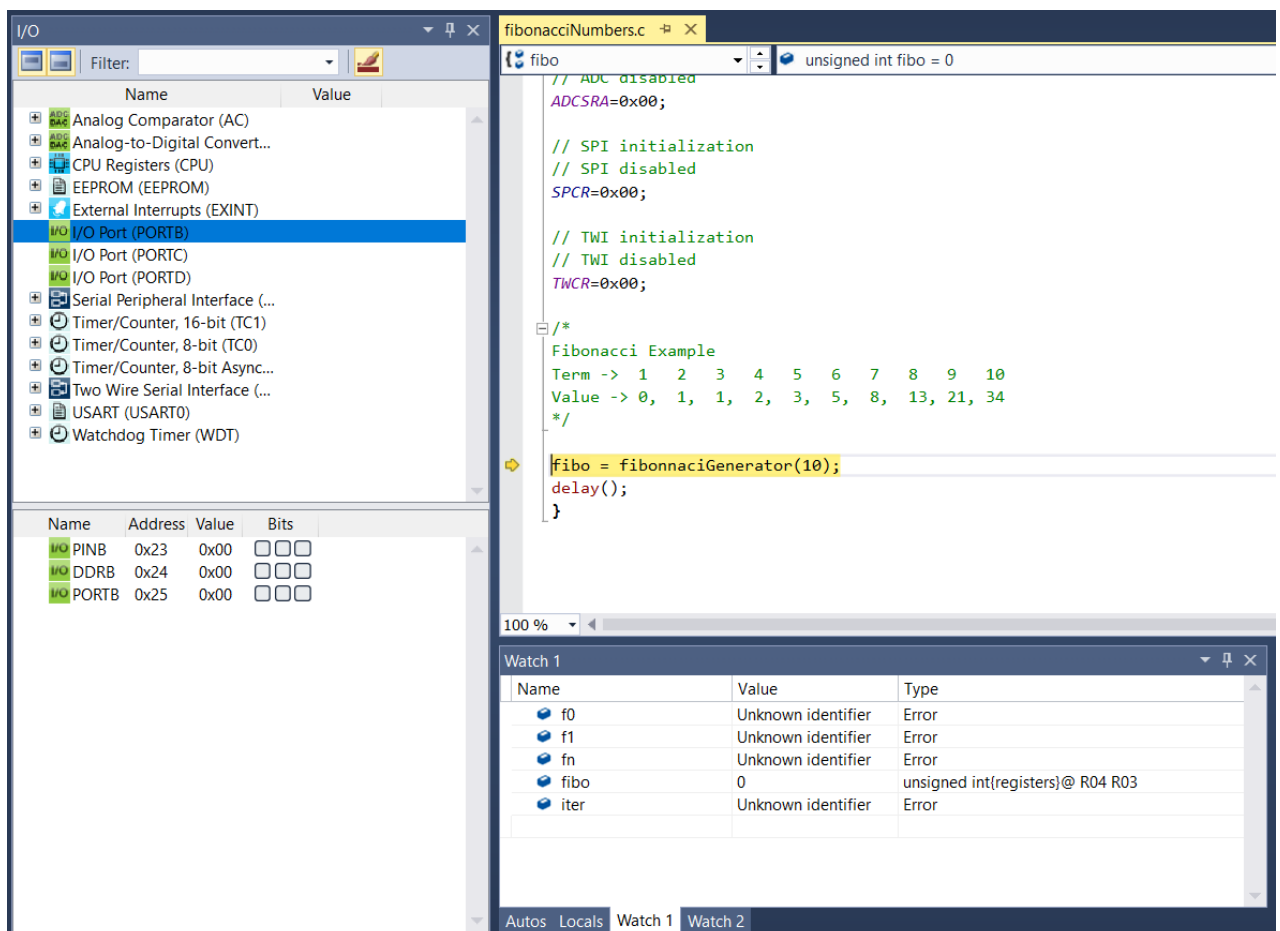 I/O
Filter:
Name Value
Analog Comparator (AC)
Analog-to-Digital Convert...
CPU Registers (CPU)
EEPROM (EEPROM)
External Interrupts (EXINT)
I/O Port (PORTB)
I/O Port (PORTC)
I/O Port (PORTD)
Serial Peripheral Interface (...
Timer/Counter, 16-bit (TC1)
Timer/Counter, 8-bit (TC0)
Timer/Counter, 8-bit Async...
Two Wire Serial Interface (...
USART (USART0)
Watchdog Timer (WDT)
Name Address Value Bits
I/O PINB 0x23 0x00
I/O DDRB 0x24 0x00
I/O PORTB 0x25 0x00
fibonacciNumbers.c
fibo unsigned int fibo = 0
// ADC disabled
ADCSRA=0x00;
// SPI initialization
// SPI disabled
SPCR=0x00;
// TWI initialization
// TWI disabled
TWCR=0x00;
/*
Fibonacci Example
Term -> 1 2 3 4 5 6 7 8 9 10
Value -> 0, 1, 1, 2, 3, 5, 8, 13, 21, 34
*/
fibo = fibonnaciGenerator(10);
delay();
}
100 %
Watch 1
Name Value Type
f0 Unknown identifier Error
f1 Unknown identifier Error
fn Unknown identifier Error
fibo 0 unsigned int{registers}@ R04 R03
iter Unknown identifier Error
Autos Locals Watch 1 Watch 2